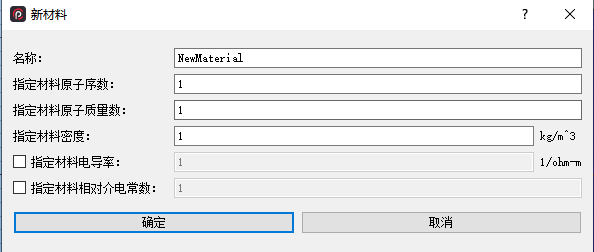 新材料 ?
名称: NewMaterial
指定材料原子序数: 1
指定材料原子质量数: 1
指定材料密度: 1 kg/m^3
指定材料电导率: 1 1/ohm-m
指定材料相对介电常数: 1
确定 取消